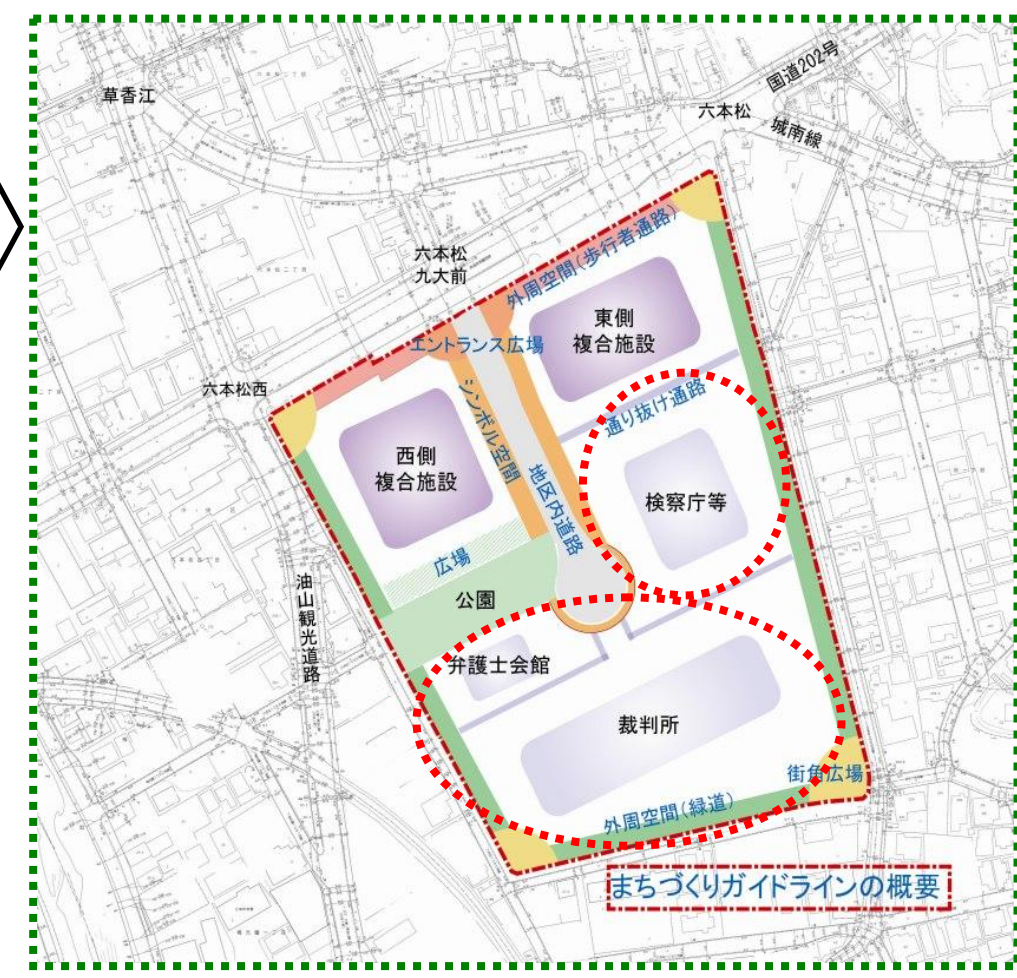 国道202号
草香江
六本松
城南線
六本松
九大前
外周空間(歩行者通路)
東側
複合施設
エントランス広場
六本松西
シンボル空間
通り抜け通路
西側
複合施設
地区内道路
検察庁等
広場
公園
油山観光道路
弁護士会館
裁判所
街角広場
外周空間(緑道)
まちづくりガイドラインの概要